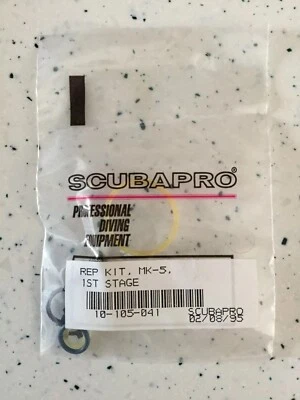 SCUBAPRO®
PROFESSIONAL
DIVING
EQUIPMENT
REP KIT, MK-5,
1ST STAGE
10-105-041 SCUBAPRO
02/08/95